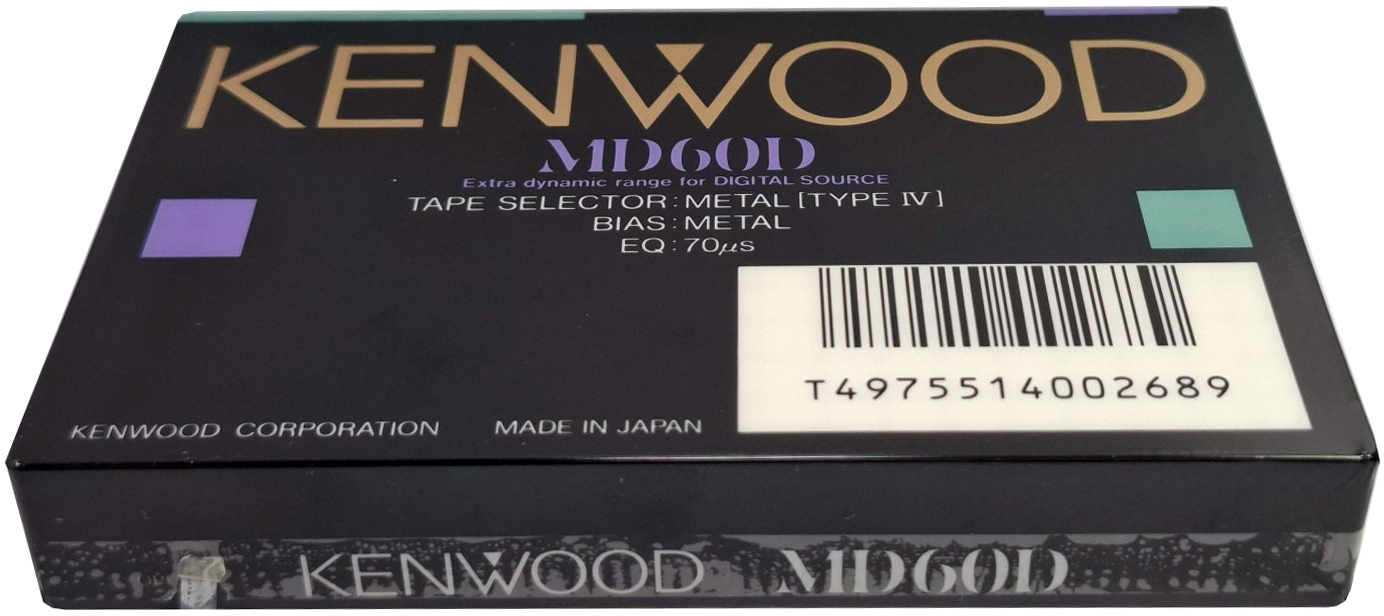 KENWOOD
MD60D
Extra dynamic range for DIGITAL SOURCE
TAPE SELECTOR: METAL [TYPE IV]
BIAS: METAL
EQ: 70μs
T4975514002689
KENWOOD CORPORATION MADE IN JAPAN
KENWOOD MD60D